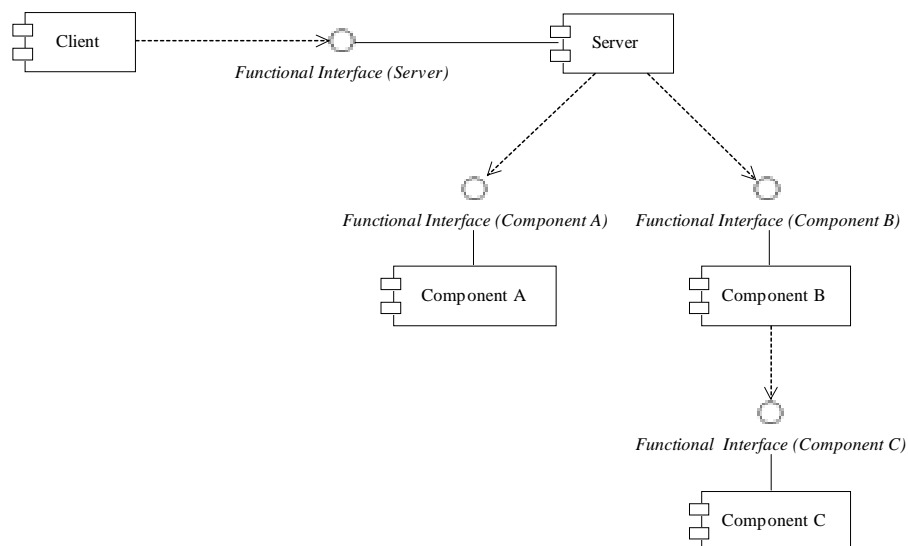 Client
Server
Functional Interface (Server)
Functional Interface (Component A)
Functional Interface (Component B)
Component A
Component B
Functional Interface (Component C)
Component C